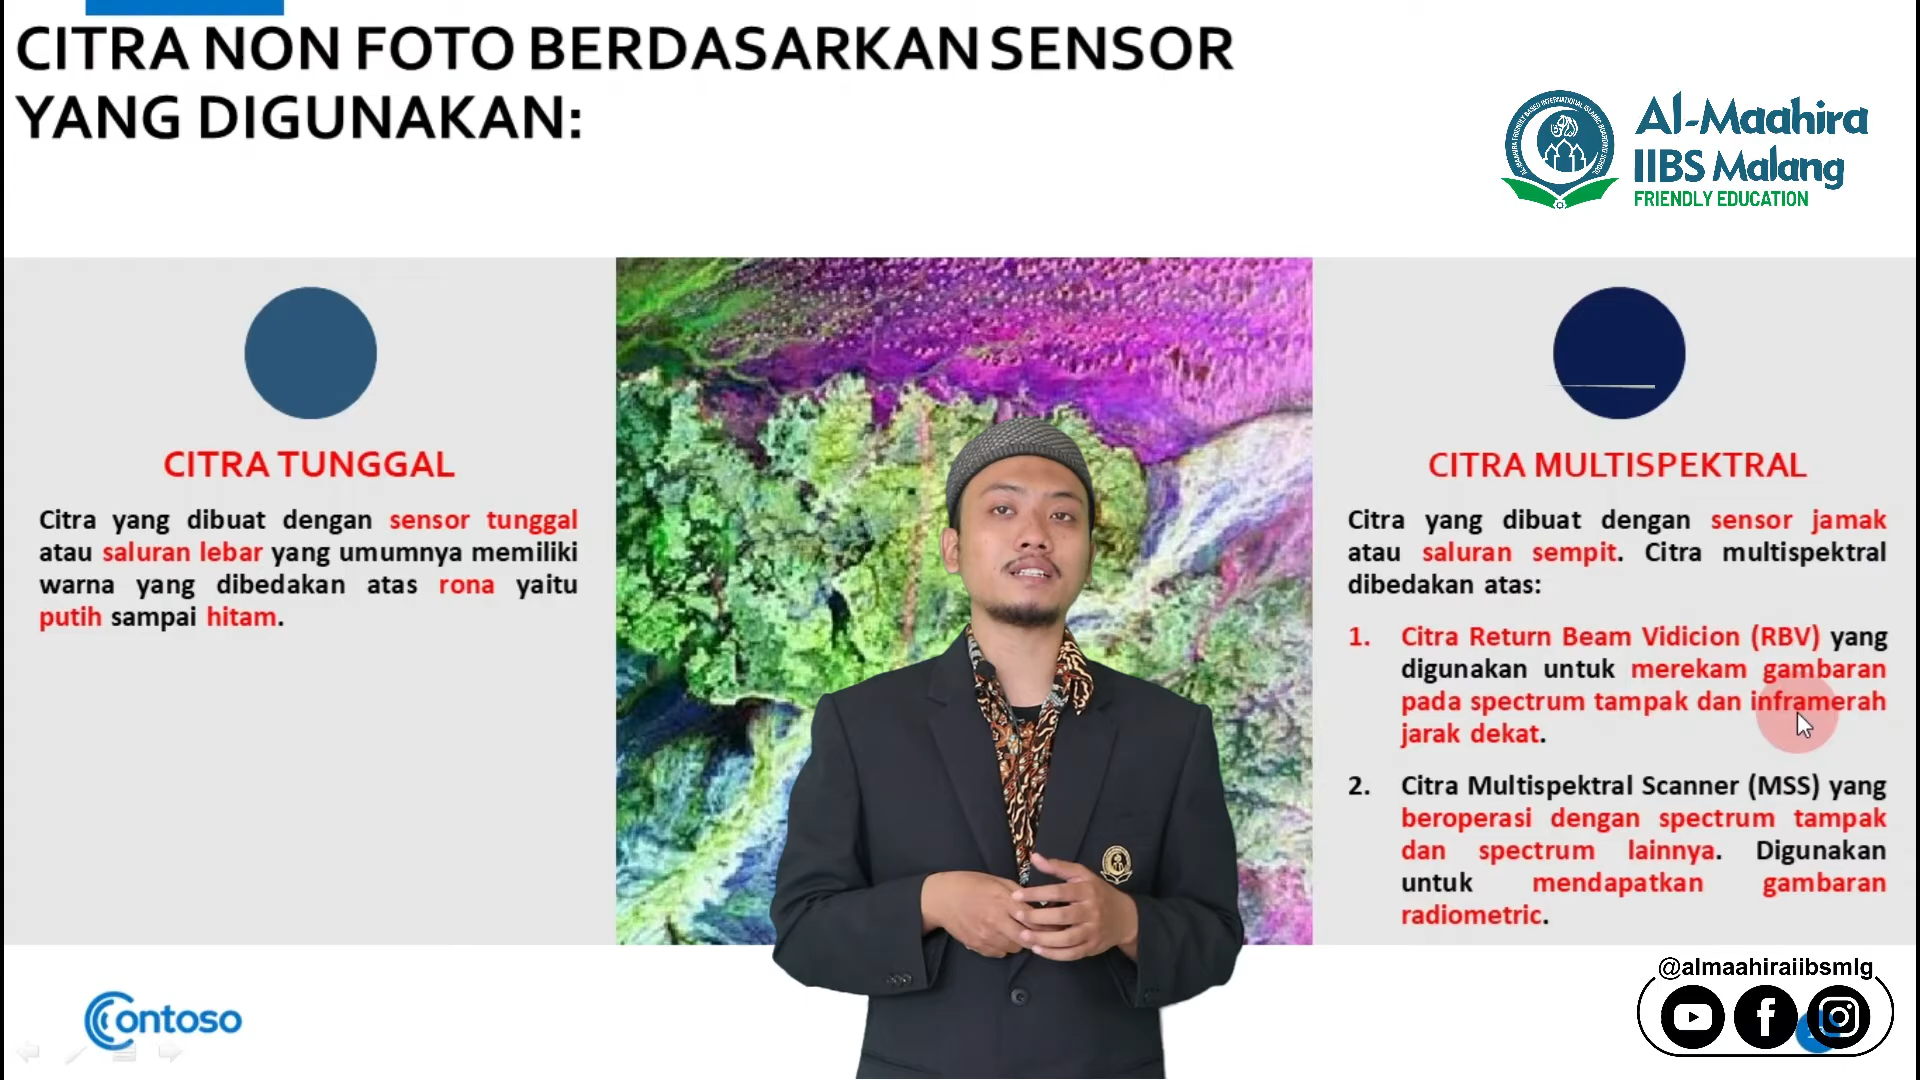 CITRA NON FOTO BERDASARKAN SENSOR
YANG DIGUNAKAN:
Al-Maahira
IIBS Malang
FRIENDLY EDUCATION
CITRA TUNGGAL
Citra yang dibuat dengan sensor tunggal
atau saluran lebar yang umumnya memiliki
warna yang dibedakan atas rona yaitu
putih sampai hitam.
CITRA MULTISPEKTRAL
Citra yang dibuat dengan sensor jamak
atau saluran sempit. Citra multispektral
dibedakan atas:
1. Citra Return Beam Vidicion (RBV) yang
digunakan untuk merekam gambaran
pada spectrum tampak dan inframerah
jarak dekat.
2. Citra Multispektral Scanner (MSS) yang
beroperasi dengan spectrum tampak
dan spectrum lainnya. Digunakan
untuk mendapatkan gambaran
radiometric.
Contoso
@almaahiraiibsmlg